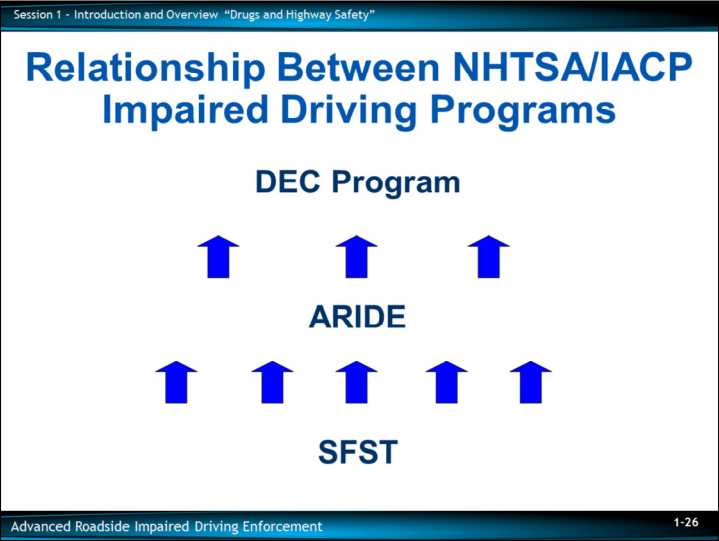 Session 1 – Introduction and Overview "Drugs and Highway Safety"
Relationship Between NHTSA/IACP
Impaired Driving Programs
DEC Program
ARIDE
SFST
Advanced Roadside Impaired Driving Enforcement
1-26